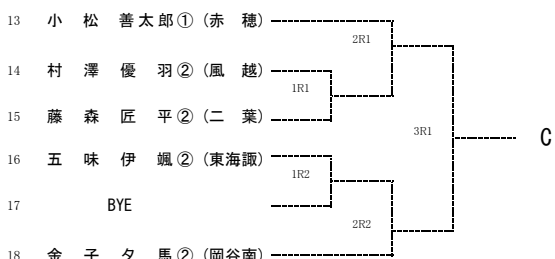 13 小 松 善太郎① (赤 穂)
2R1
14 村 澤 優 羽② (風 越)
1R1
15 藤 森 匠 平② (二 葉)
3R1 C
16 五 味 伊 颯② (東海諏)
1R2
17 BYE
2R2
18 金 子 夕 馬② (岡谷南)